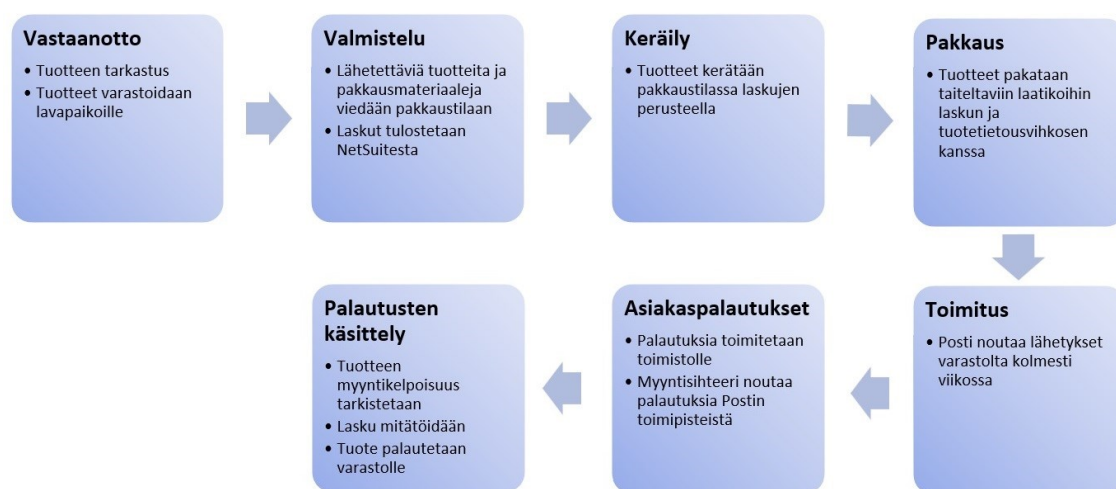 Vastaanotto
• Tuotteen tarkastus
• Tuotteet varastoidaan
lavapaikoille
Valmistelu
• Lähetettäviä tuotteita ja
pakkausmateriaaleja
viedään pakkaustilaan
• Laskut tulostetaan
NetSuitesta
Keräily
• Tuotteet kerätään
pakkaustilassa laskujen
perusteella
Pakkaus
• Tuotteet pakataan
taiteltaviin laatikoihin
laskun ja
tuotetietousvihkosen
kanssa
Toimitus
• Posti noutaa lähetykset
varastolta kolmesti
viikossa
Asiakaspalautukset
• Palautuksia toimitetaan
toimistolle
• Myyntisihteeri noutaa
palautuksia Postin
toimipisteistä
Palautusten
käsittely
• Tuotteen
myyntikelpoisuus
tarkistetaan
• Lasku mitätöidään
• Tuote palautetaan
varastolle